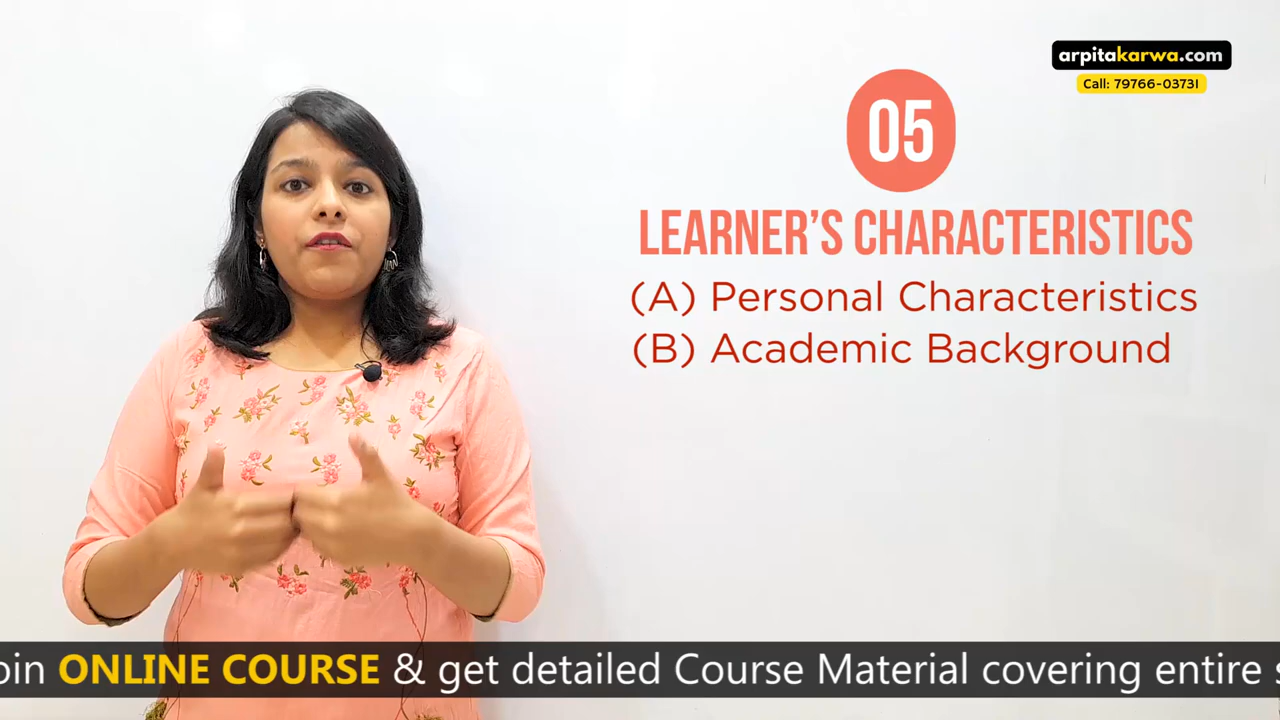 arpitakarwa.com
Call: 79766-03731
05
LEARNER'S CHARACTERISTICS
(A) Personal Characteristics
(B) Academic Background
oin ONLINE COURSE & get detailed Course Material covering entire s